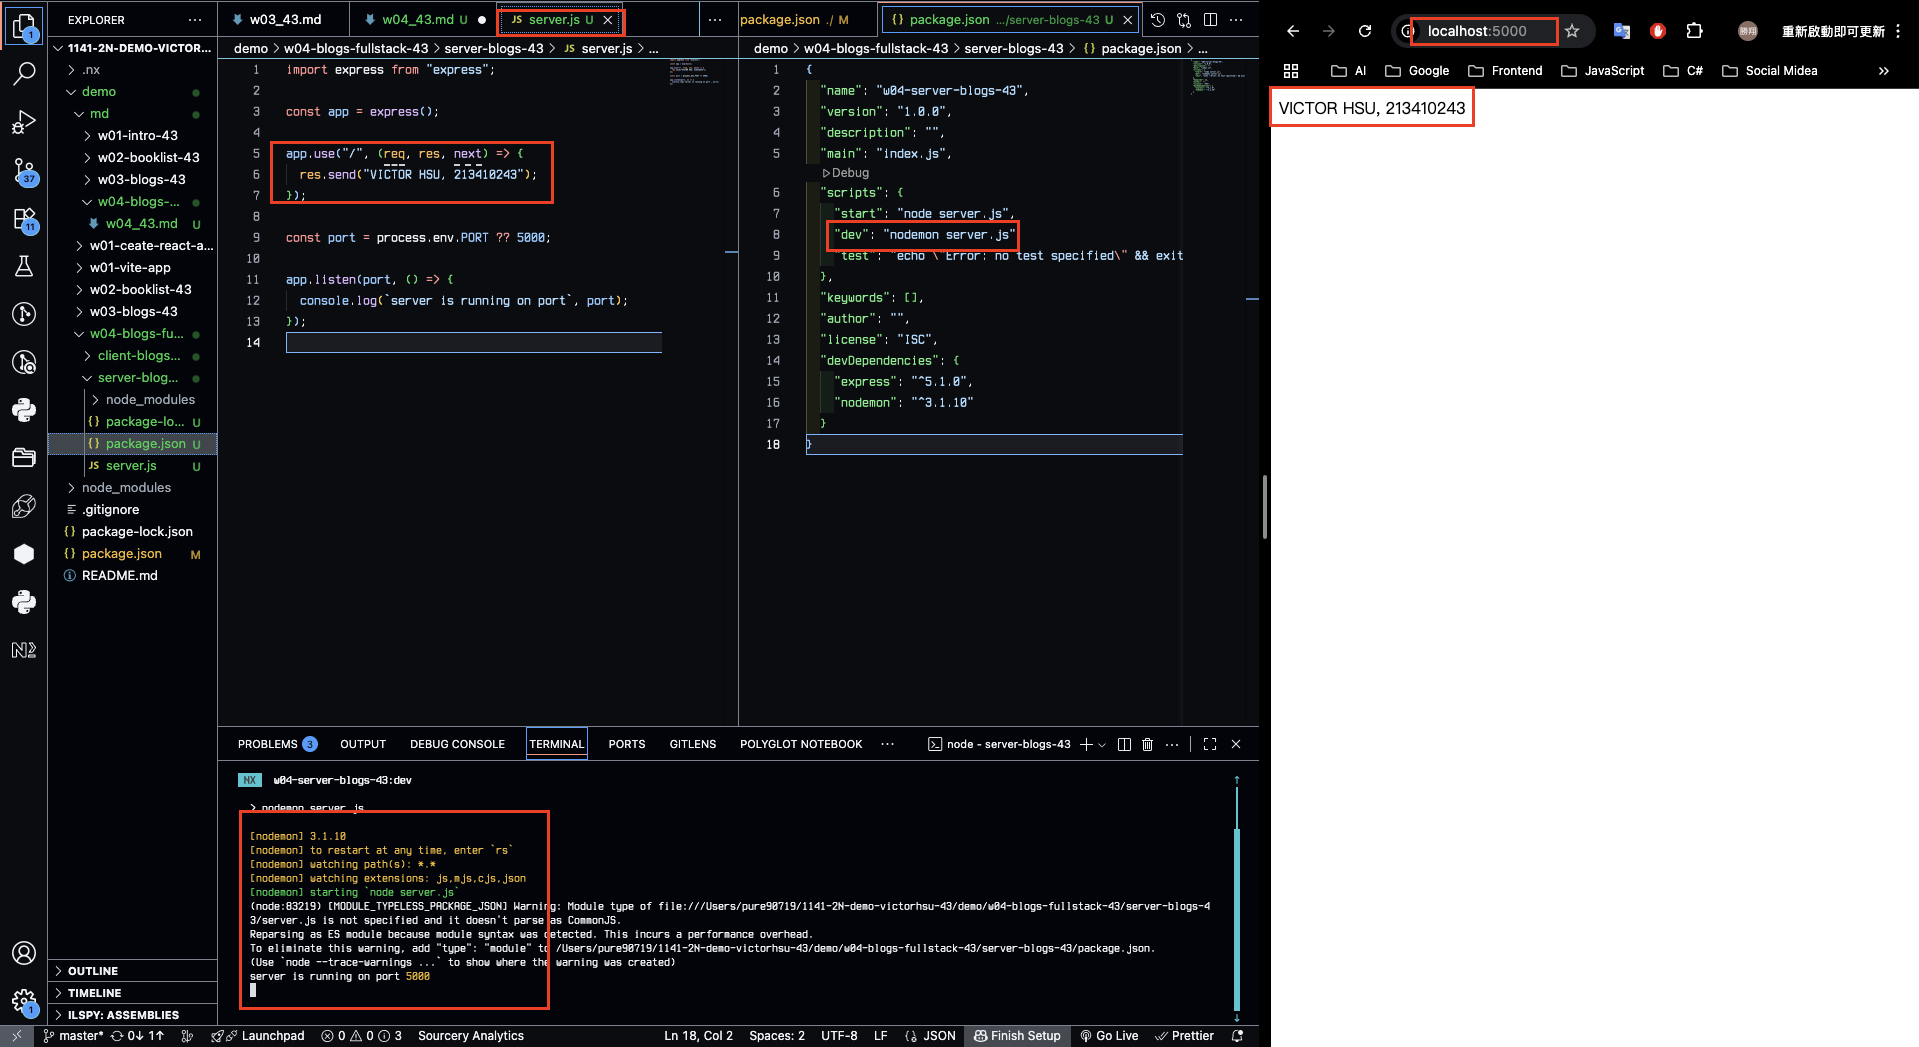 EXPLORER ...
1141-2N-DEMO-VICTOR...
.nx
demo
md
w01-intro-43
w02-booklist-43
w03-blogs-43
w04-blogs-...
w04_43.md U
w01-ceate-react-a...
w01-vite-app
w02-booklist-43
w03-blogs-43
w04-blogs-fu...
client-blogs...
server-blog...
node_modules
{} package-lo... U
{} package.json U
JS server.js U
node_modules
.gitignore
{} package-lock.json
{} package.json M
README.md
OUTLINE
TIMELINE
ILSPY: ASSEMBLIES
1
37
11
1
w03_43.md
w04_43.md U
JS server.js U
...
demo > w04-blogs-fullstack-43 > server-blogs-43 > JS server.js > ...
1 import express from "express";
2
3 const app = express();
4
5 app.use("/", (req, res, next) => {
6 res.send("VICTOR HSU, 213410243");
7 });
8
9 const port = process.env.PORT ?? 5000;
10
11 app.listen(port, () => {
12 console.log(`server is running on port`, port);
13 });
14
package.json ./ M
{} package.json .../server-blogs-43 U
...
demo > w04-blogs-fullstack-43 > server-blogs-43 > {} package.json > ...
1 {
2 "name": "w04-server-blogs-43",
3 "version": "1.0.0",
4 "description": "",
5 "main": "index.js",
Debug
6 "scripts": {
7 "start": "node server.js",
8 "dev": "nodemon server.js"
9 "test": "echo \"Error: no test specified\" && exit
10 },
11 "keywords": [],
12 "author": "",
13 "license": "ISC",
14 "devDependencies": {
15 "express": "^5.1.0",
16 "nodemon": "^3.1.10"
17 }
18 }
PROBLEMS 3 OUTPUT DEBUG CONSOLE TERMINAL PORTS GITLENS POLYGLOT NOTEBOOK ... node - server-blogs-43 ...
NX w04-server-blogs-43:dev
> nodemon server.js
[nodemon] 3.1.10
[nodemon] to restart at any time, enter `rs`
[nodemon] watching path(s): *.*
[nodemon] watching extensions: js,mjs,cjs,json
[nodemon] starting `node server.js`
(node:83219) [MODULE_TYPELESS_PACKAGE_JSON] Warning: Module type of file:///Users/pure90719/1141-2N-demo-victorhsu-43/demo/w04-blogs-fullstack-43/server-blogs-4
3/server.js is not specified and it doesn't parse as CommonJS.
Reparsing as ES module because module syntax was detected. This incurs a performance overhead.
To eliminate this warning, add "type": "module" to /Users/pure90719/1141-2N-demo-victorhsu-43/demo/w04-blogs-fullstack-43/server-blogs-43/package.json.
(Use `node --trace-warnings ...` to show where the warning was created)
server is running on port 5000
master* 0↓ 1↑ Launchpad 0 0 3 Sourcery Analytics Ln 18, Col 2 Spaces: 2 UTF-8 LF {} JSON Finish Setup Go Live Prettier
localhost:5000
重新啟動即可更新
AI Google Frontend JavaScript C# Social Midea »
VICTOR HSU, 213410243